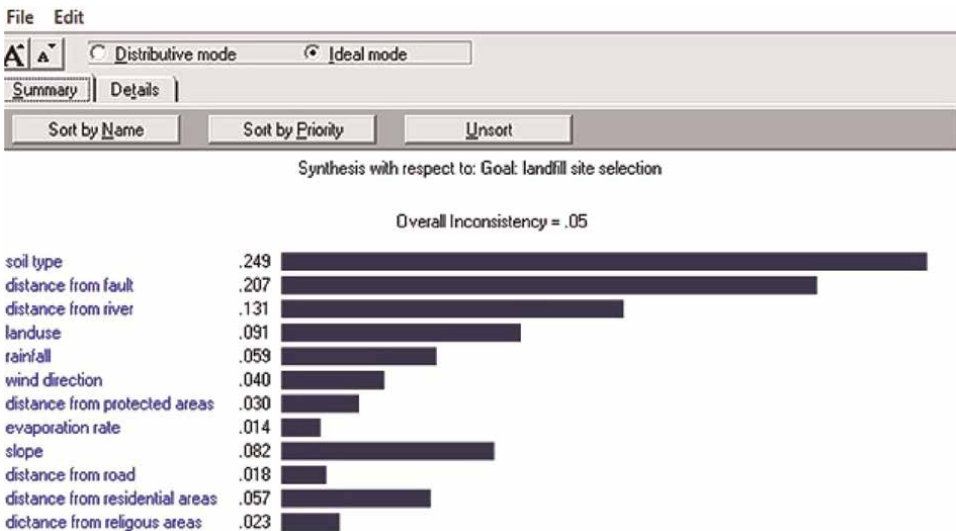 File Edit
A A Distributive mode Ideal mode
Summary Details
Sort by Name Sort by Priority Unsort
Synthesis with respect to: Goal: landfill site selection
Overall Inconsistency = .05
soil type .249
distance from fault .207
distance from river .131
landuse .091
rainfall .059
wind direction .040
distance from protected areas .030
evaporation rate .014
slope .082
distance from road .018
distance from residential areas .057
dictance from religous areas .023